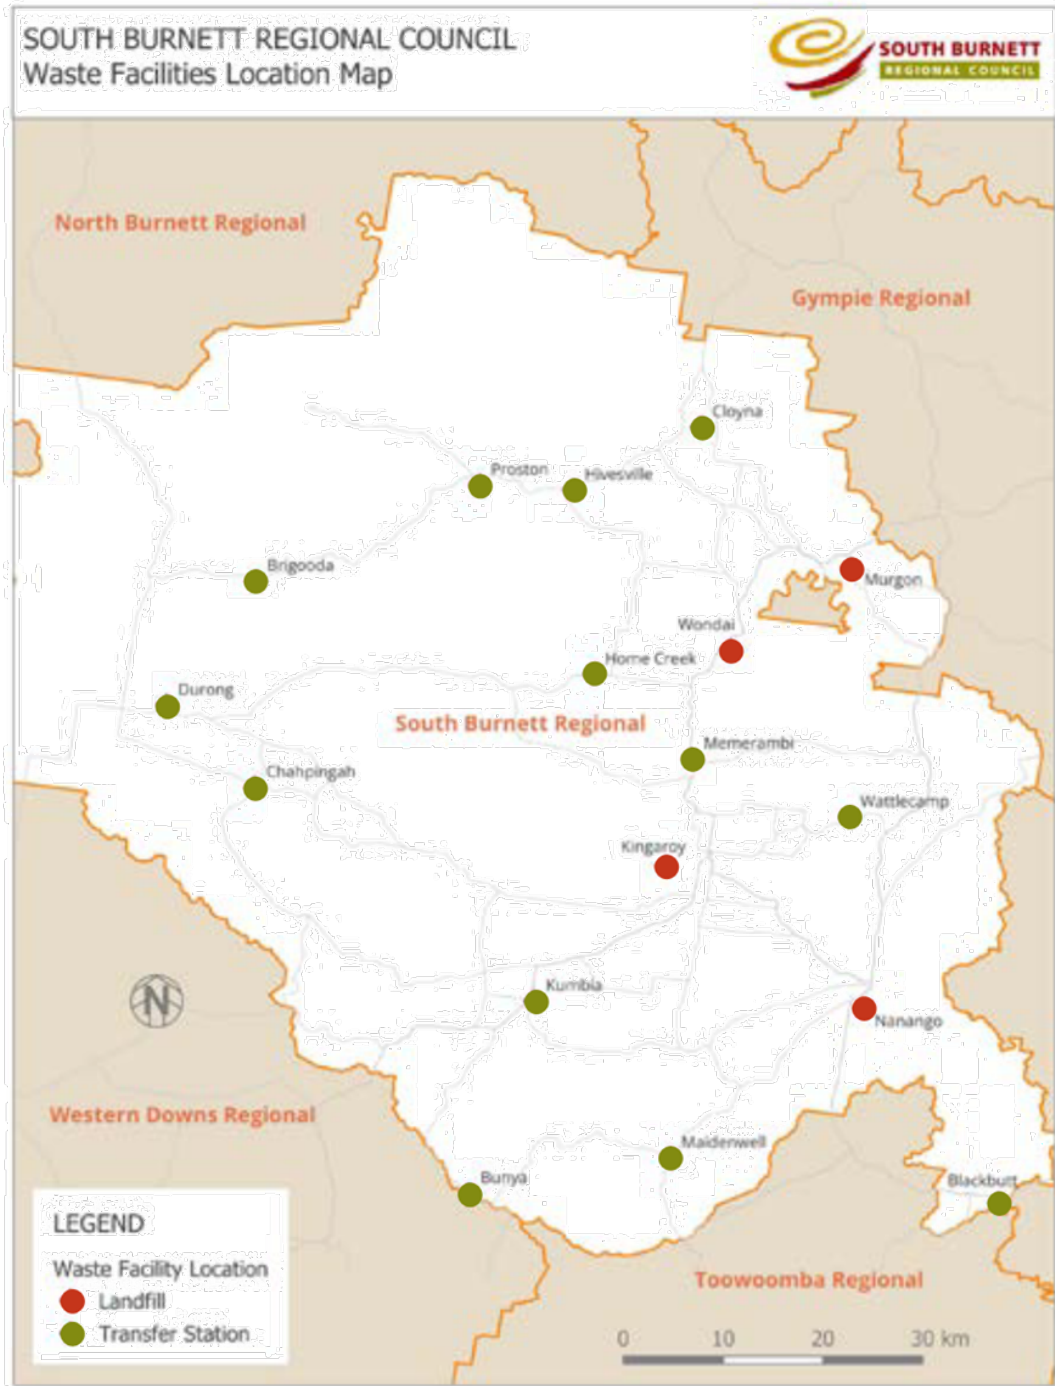 SOUTH BURNETT REGIONAL COUNCIL
Waste Facilities Location Map
SOUTH BURNETT
REGIONAL COUNCIL
North Burnett Regional
Gympie Regional
Cloyna
Proston
Hivesville
Brigooda
Murgon
Wondai
Home Creek
Durong
South Burnett Regional
Memerambi
Chahpingah
Wattlecamp
Kingaroy
Kumbia
N
Nanango
Western Downs Regional
Maidenwell
Bunya
Blackbutt
LEGEND
Waste Facility Location
Landfill
Transfer Station
Toowoomba Regional
0 10 20 30 km